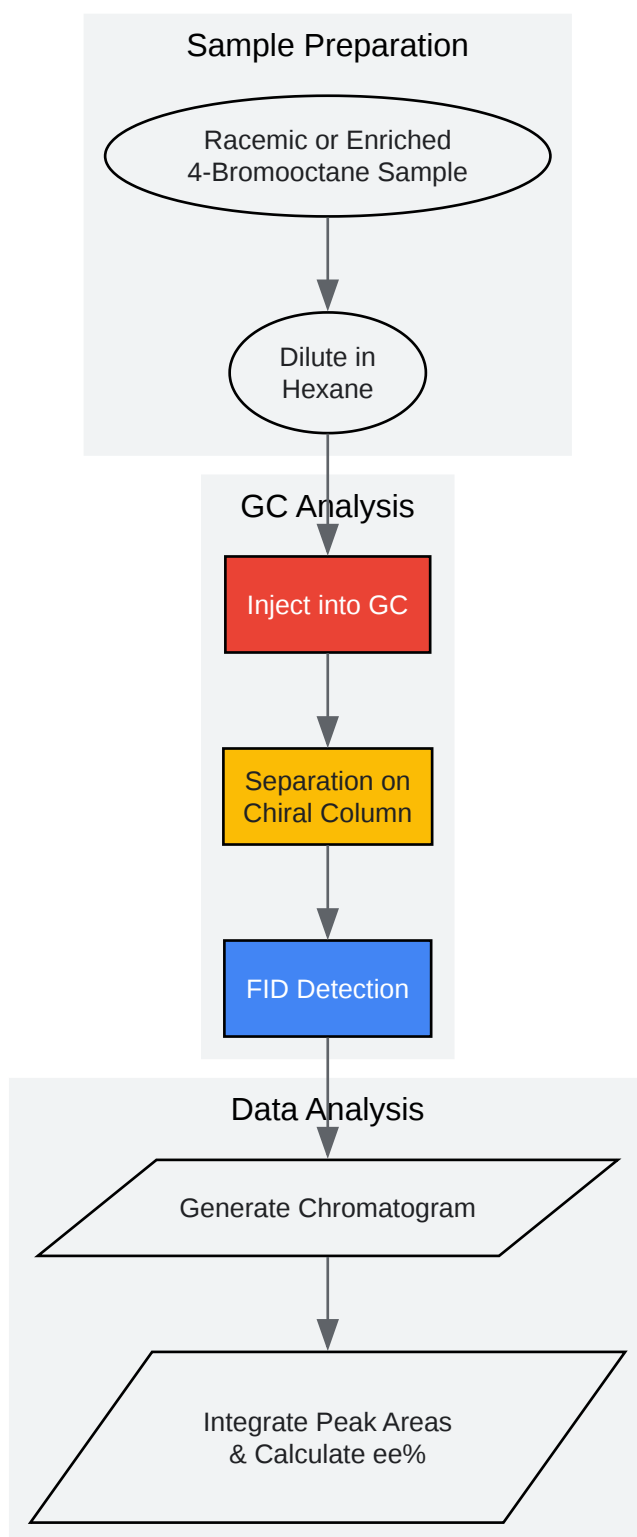 Sample Preparation
Racemic or Enriched
4-Bromooctane Sample
Dilute in
Hexane
GC Analysis
Inject into GC
Separation on
Chiral Column
FID Detection
Data Analysis
Generate Chromatogram
Integrate Peak Areas
& Calculate ee%